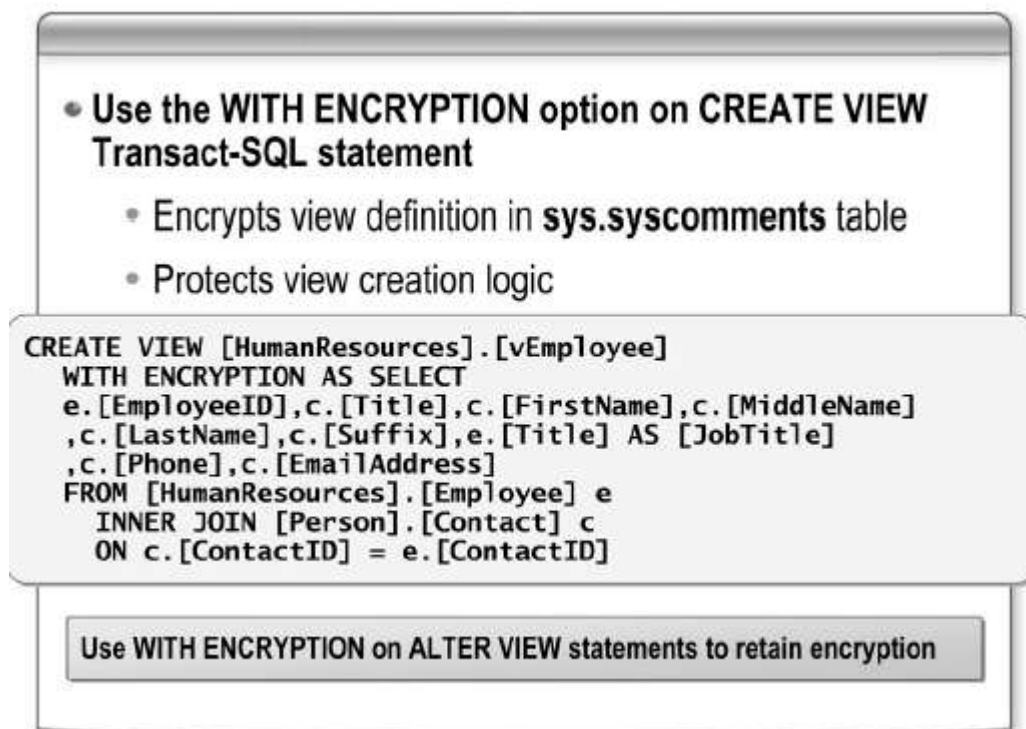 Use the WITH ENCRYPTION option on CREATE VIEW
Transact-SQL statement
Encrypts view definition in sys.syscomments table
Protects view creation logic
CREATE VIEW [HumanResources].[vEmployee]
WITH ENCRYPTION AS SELECT
e.[EmployeeID],c.[Title],c.[FirstName],c.[MiddleName]
,c.[LastName],c.[Suffix],e.[Title] AS [JobTitle]
,c.[Phone],c.[EmailAddress]
FROM [HumanResources].[Employee] e
INNER JOIN [Person].[Contact] c
ON c.[ContactID] = e.[ContactID]
Use WITH ENCRYPTION on ALTER VIEW statements to retain encryption